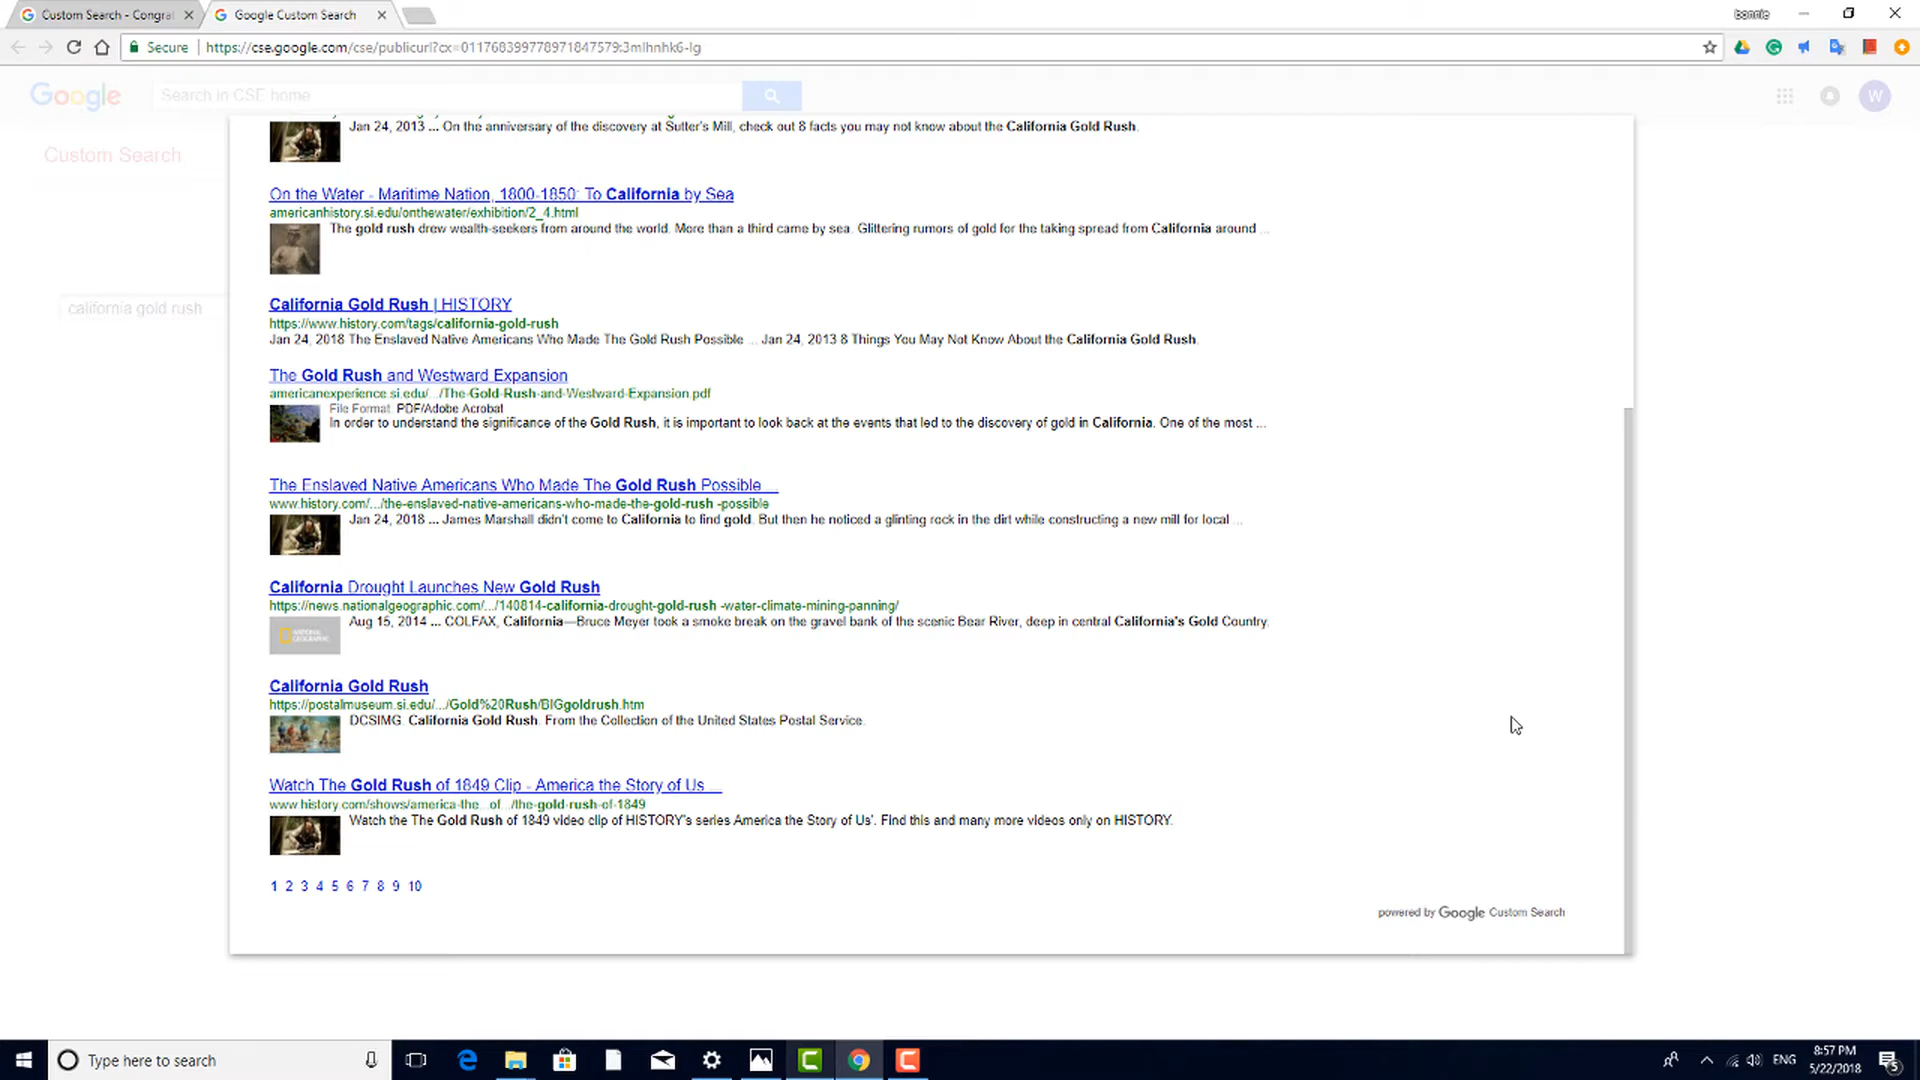 Custom Search - Congra
Google Custom Search
bonnie
Secure
https://cse.google.com/cse/publicurl?cx=011768399778971847579:3mlhnhk6-lg
Google
Search in CSE home
W
Custom Search
california gold rush
Jan 24, 2013 ... On the anniversary of the discovery at Sutter's Mill, check out 8 facts you may not know about the California Gold Rush.
On the Water - Maritime Nation, 1800-1850: To California by Sea
americanhistory.si.edu/onthewater/exhibition/2_4.html
The gold rush drew wealth-seekers from around the world. More than a third came by sea. Glittering rumors of gold for the taking spread from California around ...
California Gold Rush | HISTORY
https://www.history.com/tags/california-gold-rush
Jan 24, 2018 The Enslaved Native Americans Who Made The Gold Rush Possible ... Jan 24, 2013 8 Things You May Not Know About the California Gold Rush.
The Gold Rush and Westward Expansion
americanexperience.si.edu/.../The-Gold-Rush-and-Westward-Expansion.pdf
File Format: PDF/Adobe Acrobat
In order to understand the significance of the Gold Rush, it is important to look back at the events that led to the discovery of gold in California. One of the most ...
The Enslaved Native Americans Who Made The Gold Rush Possible ...
www.history.com/.../the-enslaved-native-americans-who-made-the-gold-rush -possible
Jan 24, 2018 ... James Marshall didn't come to California to find gold. But then he noticed a glinting rock in the dirt while constructing a new mill for local ...
California Drought Launches New Gold Rush
https://news.nationalgeographic.com/.../140814-california-drought-gold-rush -water-climate-mining-panning/
NATIONAL GEOGRAPHIC
Aug 15, 2014 ... COLFAX, California—Bruce Meyer took a smoke break on the gravel bank of the scenic Bear River, deep in central California's Gold Country.
California Gold Rush
https://postalmuseum.si.edu/.../Gold%20Rush/BIGgoldrush.htm
DCSIMG. California Gold Rush. From the Collection of the United States Postal Service.
Watch The Gold Rush of 1849 Clip - America the Story of Us ...
www.history.com/shows/america-the...of.../the-gold-rush-of-1849
Watch the The Gold Rush of 1849 video clip of HISTORY's series America the Story of Us'. Find this and many more videos only on HISTORY.
1 2 3 4 5 6 7 8 9 10
powered by Google Custom Search
Type here to search
ENG
8:57 PM
5/22/2018
5